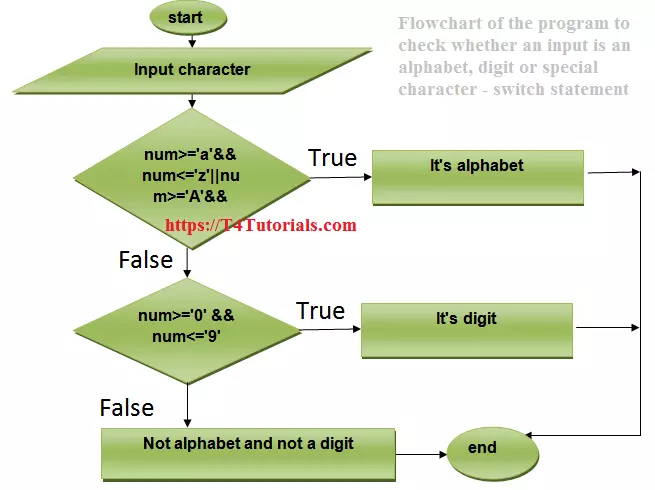 start
Flowchart of the program to
check whether an input is an
alphabet, digit or special
character - switch statement
Input character
num>='a'&&
num<='z'||nu
m>='A'&&
https://T4Tutorials.com
True
It's alphabet
False
num>='0' &&
num<='9'
True
It's digit
False
Not alphabet and not a digit
end